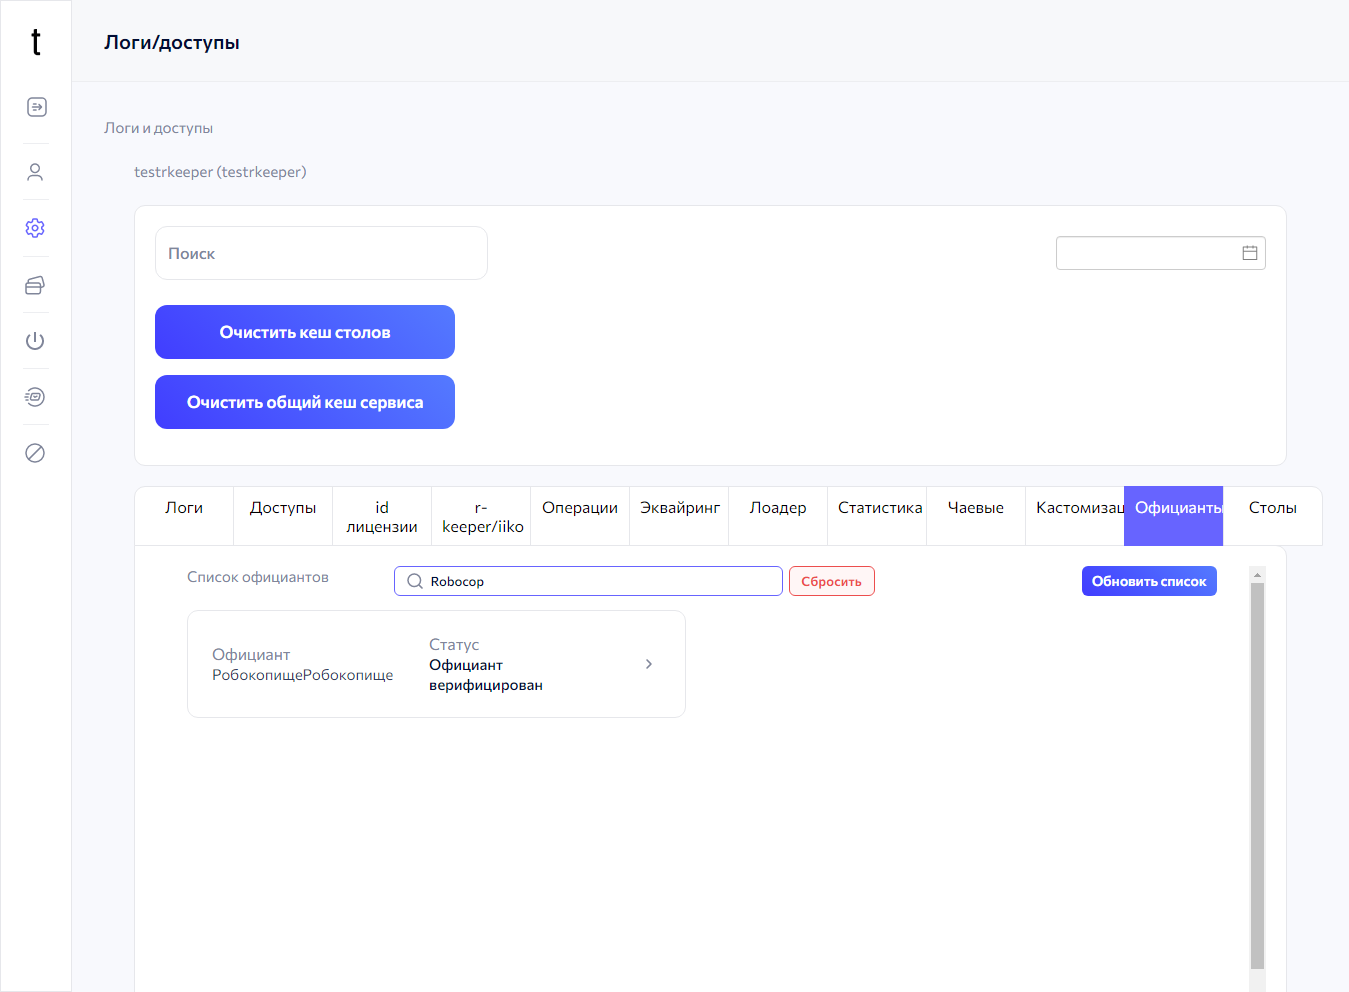 t
Логи/доступы
Логи и доступы
testrkeeper (testrkeeper)
Поиск
Очистить кеш столов
Очистить общий кеш сервиса
Логи
Доступы
id
лицензии
r-
keeper/iiko
Операции
Эквайринг
Лоадер
Статистика
Чаевые
Кастомизац
Официанты
Столы
Список официантов
Robocop
Сбросить
Обновить список
Официант
РобокопищеРобокопище
Статус
Официант
верифицирован